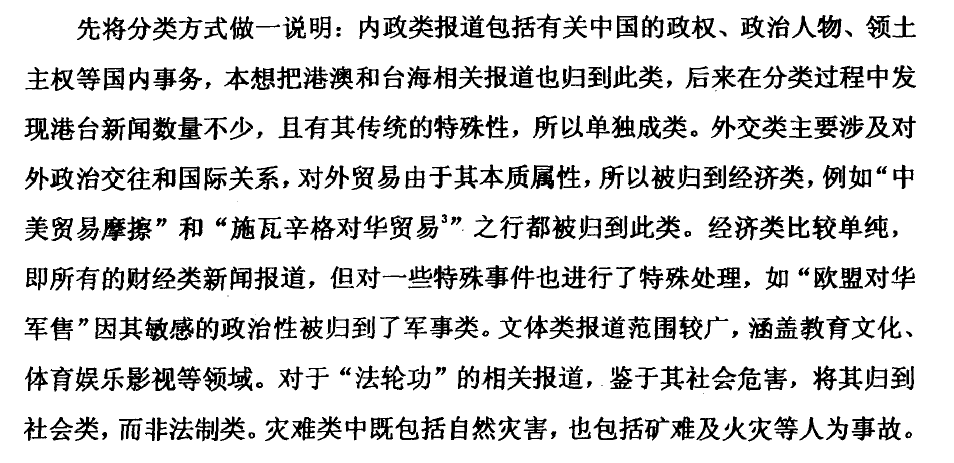 先将分类方式做一说明：内政类报道包括有关中国的政权、政治人物、领土
主权等国内事务，本想把港澳和台海相关报道也归到此类，后来在分类过程中发
现港台新闻数量不少，且有其传统的特殊性，所以单独成类。外交类主要涉及对
外政治交往和国际关系，对外贸易由于其本质属性，所以被归到经济类，例如“中
美贸易摩擦”和“施瓦辛格对华贸易³”之行都被归到此类。经济类比较单纯，
即所有的财经类新闻报道，但对一些特殊事件也进行了特殊处理，如“欧盟对华
军售”因其敏感的政治性被归到了军事类。文体类报道范围较广，涵盖教育文化、
体育娱乐影视等领域。对于“法轮功”的相关报道，鉴于其社会危害，将其归到
社会类，而非法制类。灾难类中既包括自然灾害，也包括矿难及火灾等人为事故。